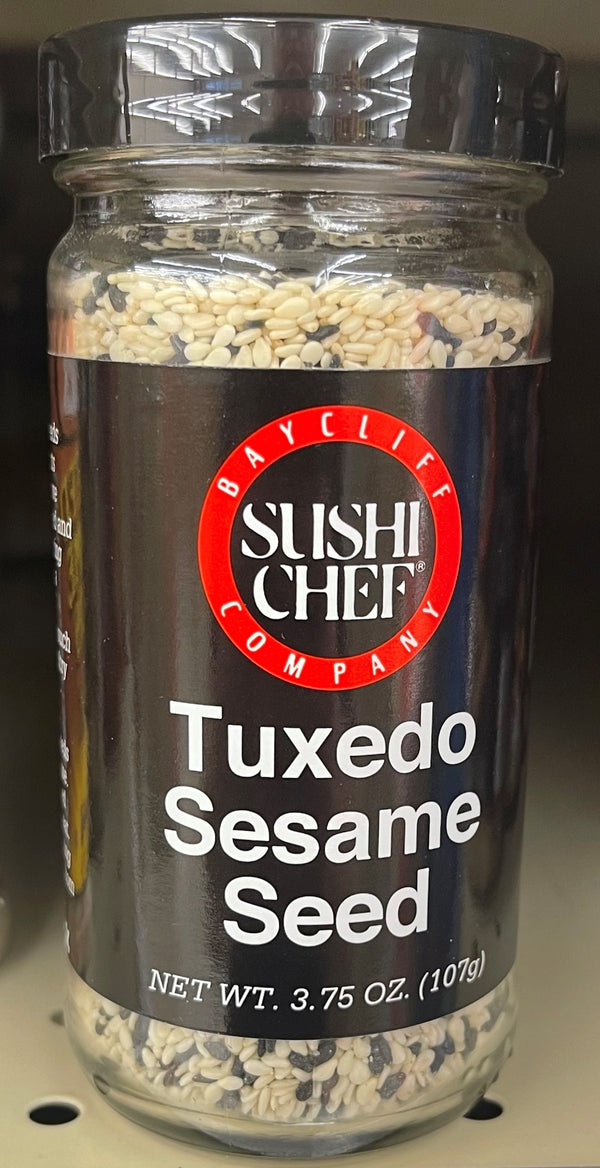 BAYCLIFF
SUSHI
CHEF®
COMPANY
Tuxedo
Sesame
Seed
NET WT. 3.75 OZ. (107g)